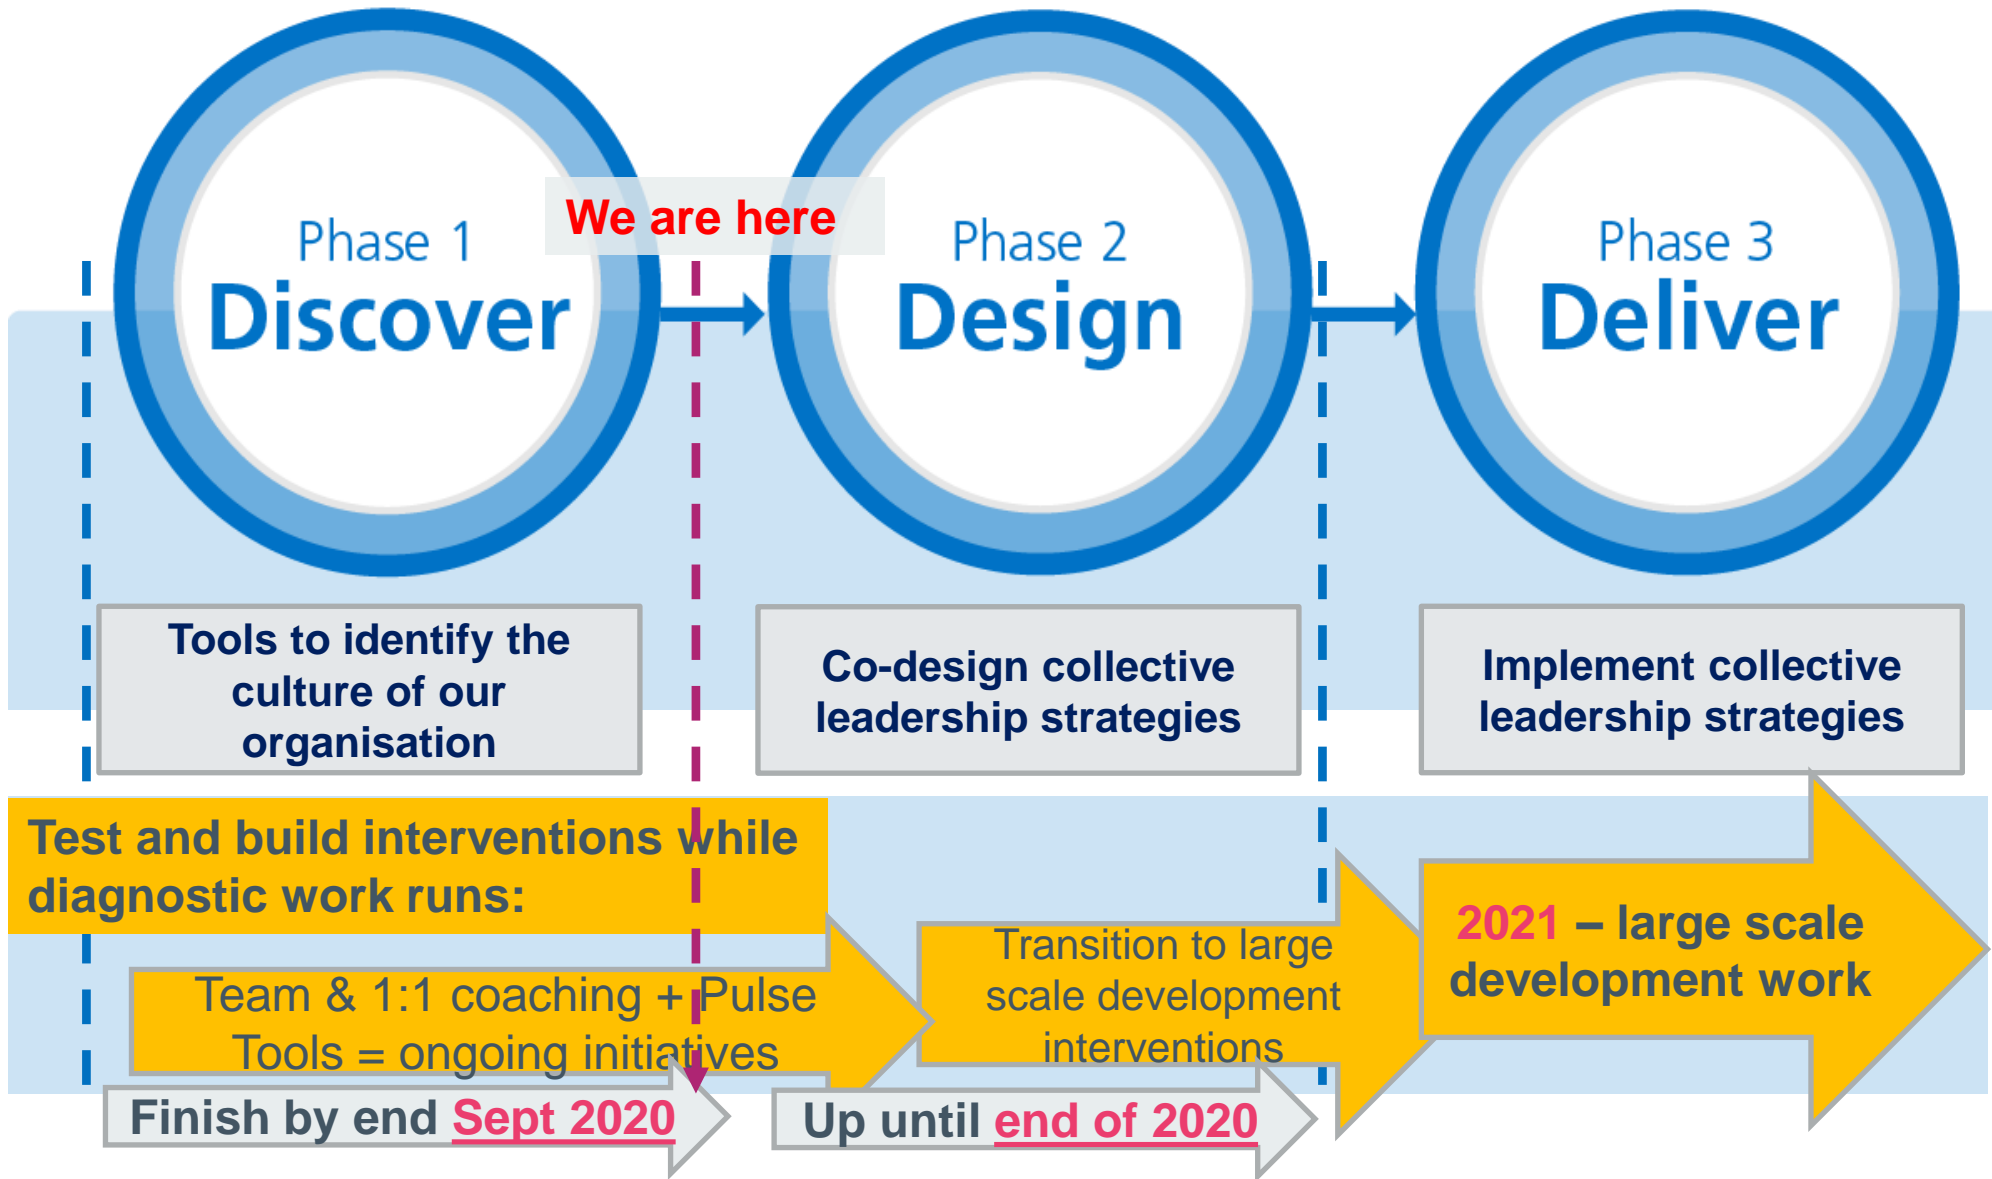 We are here
Phase 1
Discover
Phase 2
Design
Phase 3
Deliver
Tools to identify the
culture of our
organisation
Co-design collective
leadership strategies
Implement collective
leadership strategies
Test and build interventions while
diagnostic work runs:
Team & 1:1 coaching + Pulse
Tools = ongoing initiatives
Transition to large
scale development
interventions
2021 – large scale
development work
Finish by end Sept 2020
Up until end of 2020